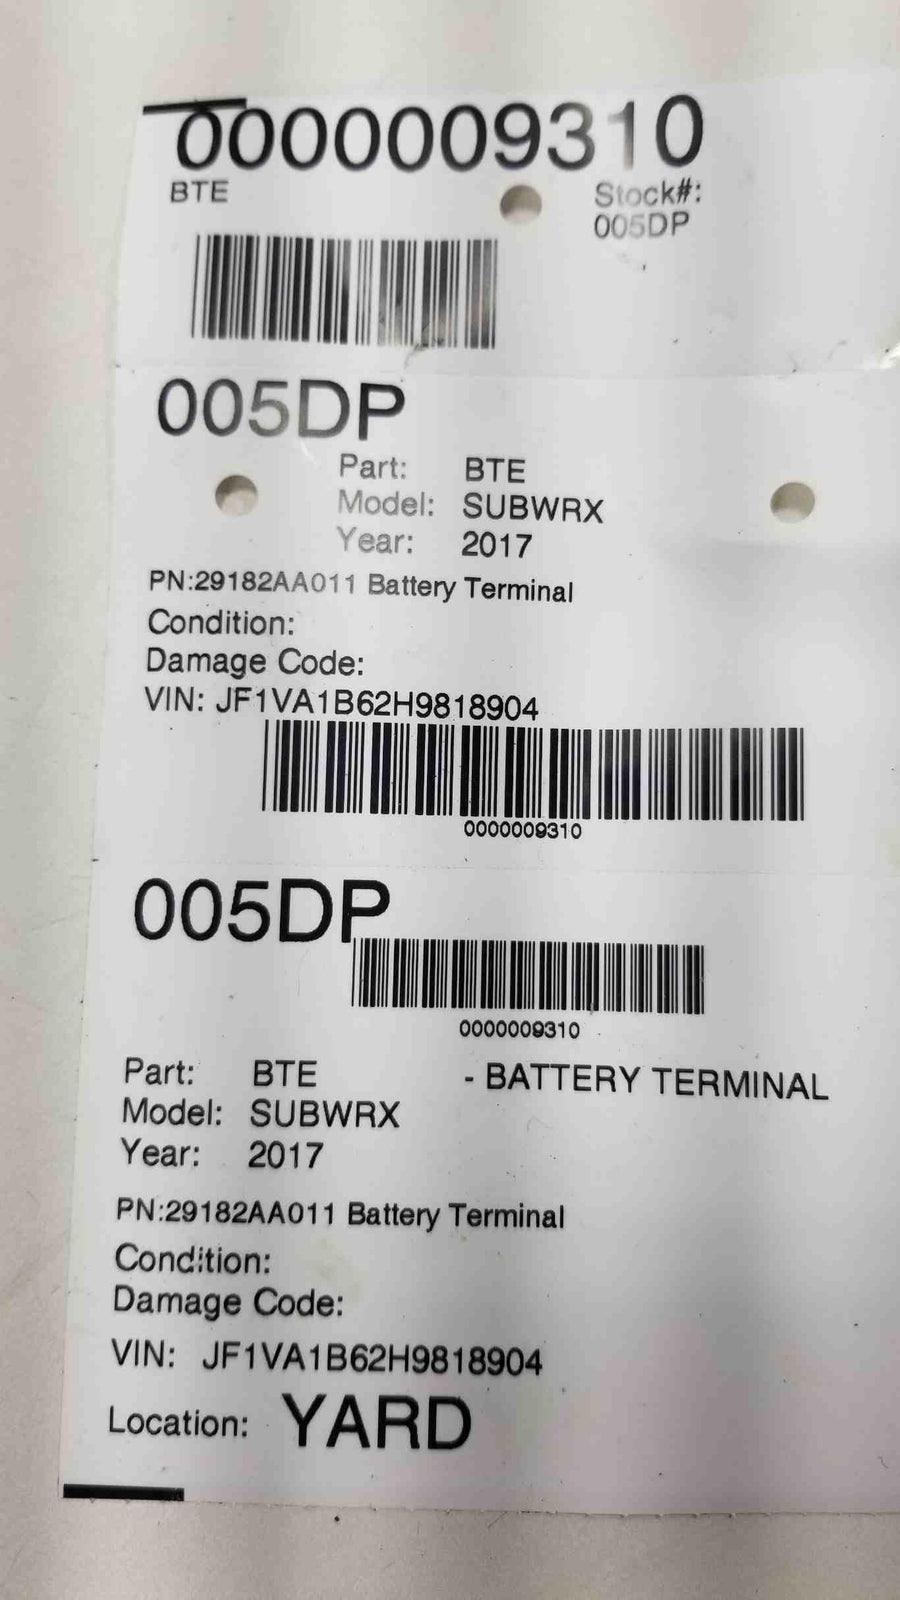 0000009310
BTE
Stock#:
005DP
005DP
Part: BTE
Model: SUBWRX
Year: 2017
PN:29182AA011 Battery Terminal
Condition:
Damage Code:
VIN: JF1VA1B62H9818904
0000009310
005DP
0000009310
Part: BTE - BATTERY TERMINAL
Model: SUBWRX
Year: 2017
PN:29182AA011 Battery Terminal
Condition:
Damage Code:
VIN: JF1VA1B62H9818904
Location: YARD